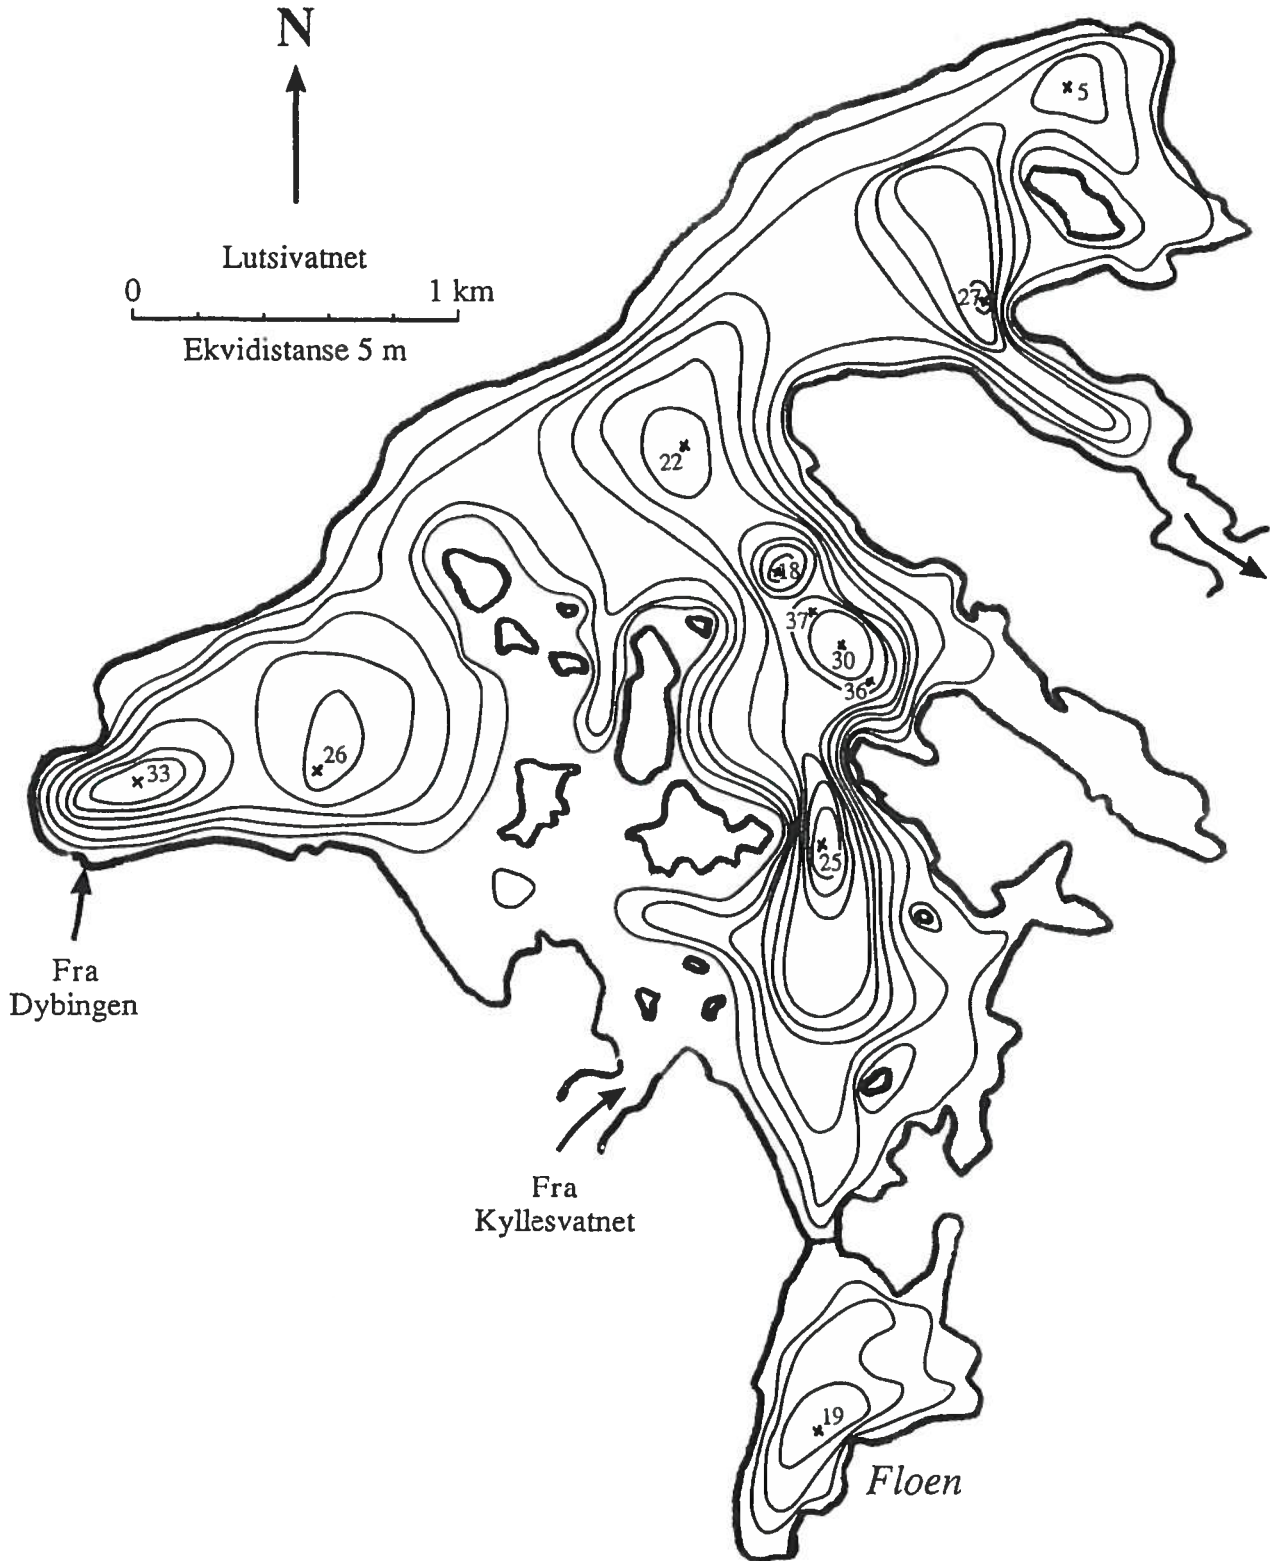 N
5
Lutsivatnet
0 1 km
27
Ekvidistanse 5 m
22
18
37
30
36
26
33
25
Fra
Dybingen
Fra
Kyllesvatnet
19
Floen